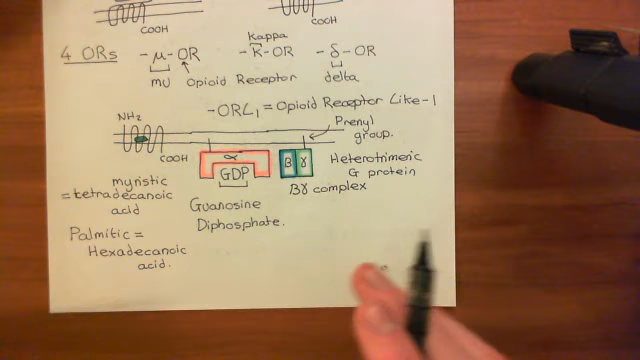 COOH
COOH
4 ORs - μ - OR
Kappa
- K - OR
- δ - OR
mu
Opioid Receptor
delta
- ORL1 = Opioid Receptor Like-1
NH2
Prenyl group.
COOH
α
GDP
β γ
Heterotrimeric G protein
βγ complex
myristic
= tetradecanoic
acid
Guanosine
Diphosphate.
Palmitic =
Hexadecanoic
acid.